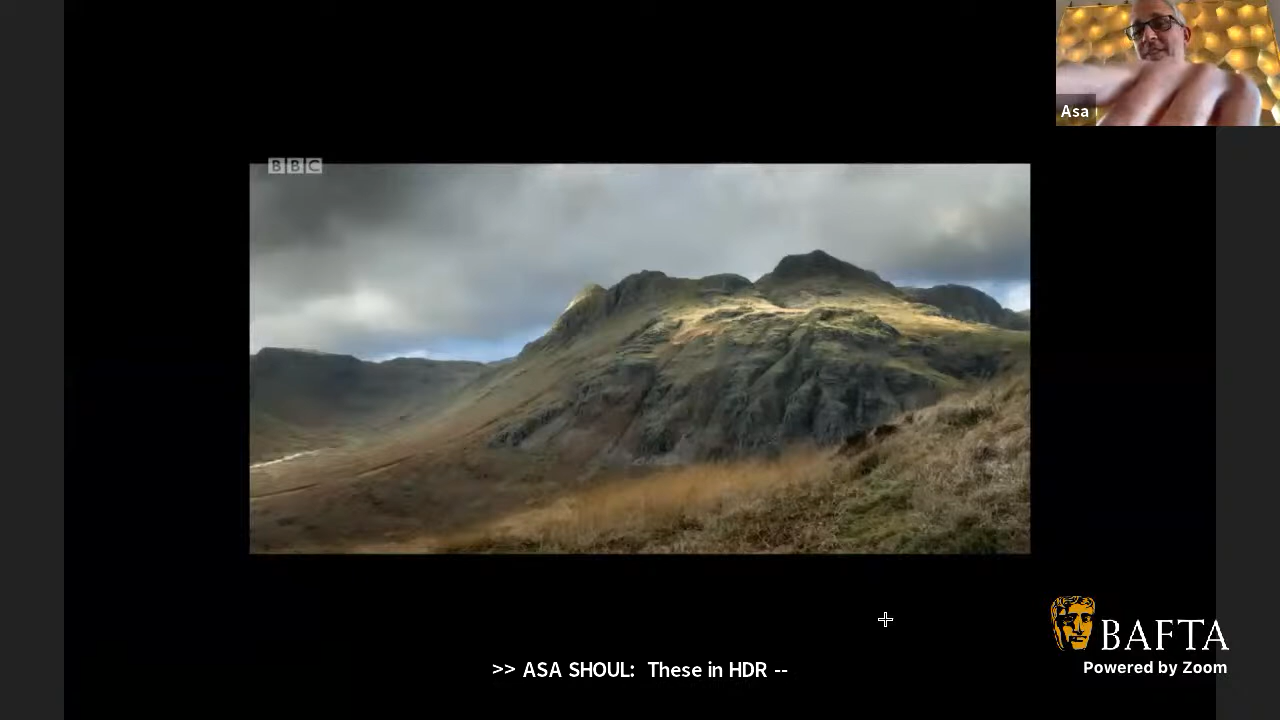 Asa
BBC
BAFTA
Powered by Zoom
>> ASA SHOUL: These in HDR --